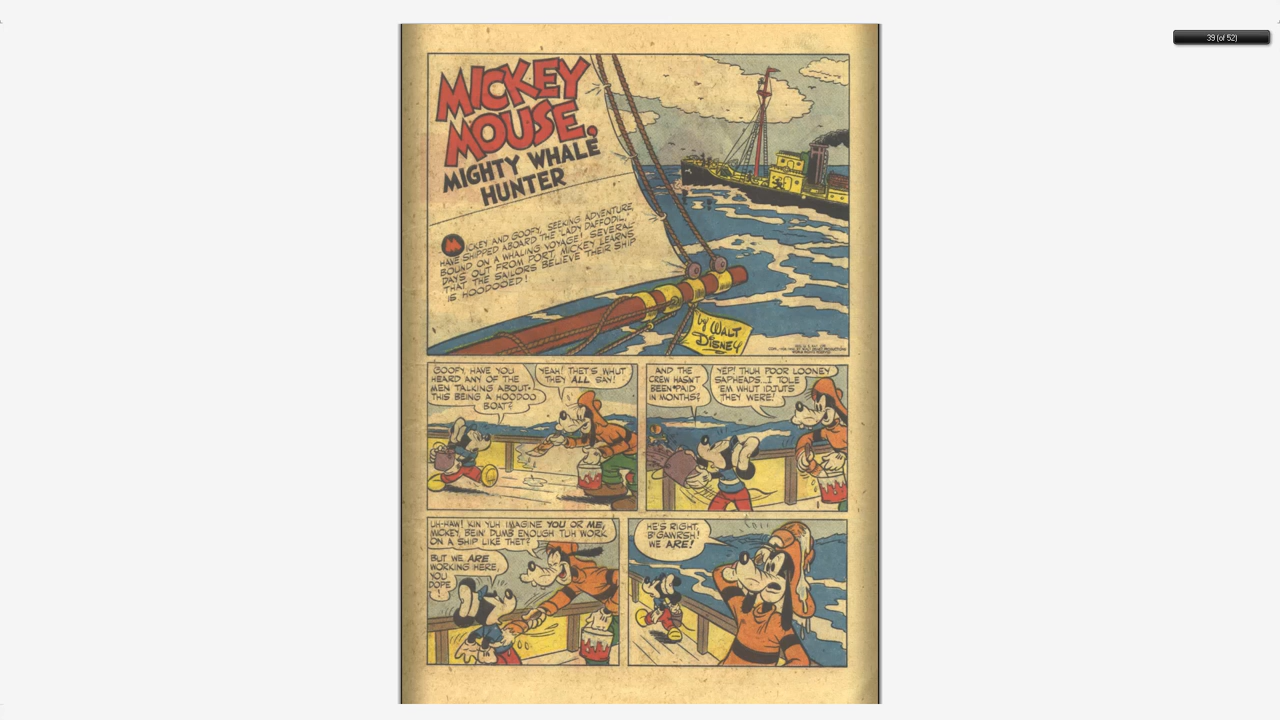 39 (of 52)
MICKEY
MOUSE,
MIGHTY WHALE
HUNTER
MICKEY AND GOOFY, SEEKING ADVENTURE,
HAVE SHIPPED ABOARD THE "LADY DAFFODIL",
BOUND ON A WHALING VOYAGE! SEVERAL
DAYS OUT FROM PORT, MICKEY LEARNS
THAT THE SAILORS BELIEVE THEIR SHIP
IS HOODOOED!
by WALT
DISNEY
GOOFY, HAVE YOU
HEARD ANY OF THE
MEN TALKING ABOUT
THIS BEING A HOODOO
BOAT?
YEAH! THET'S WHUT
THEY ALL SAY!
AND THE
CREW HASN'T
BEEN PAID
IN MONTHS?
YEP! THUH POOR LOONEY
SAPHEADS...I TOLE
'EM WHUT IDJUTS
THEY WERE!
UH-HAW! KIN YUH IMAGINE YOU OR ME,
MICKEY, BEIN' DUMB ENOUGH TUH WORK
ON A SHIP LIKE THET?
BUT WE ARE
WORKING HERE,
YOU
DOPE
!
HE'S RIGHT,
B'GAWRSH!
WE ARE!